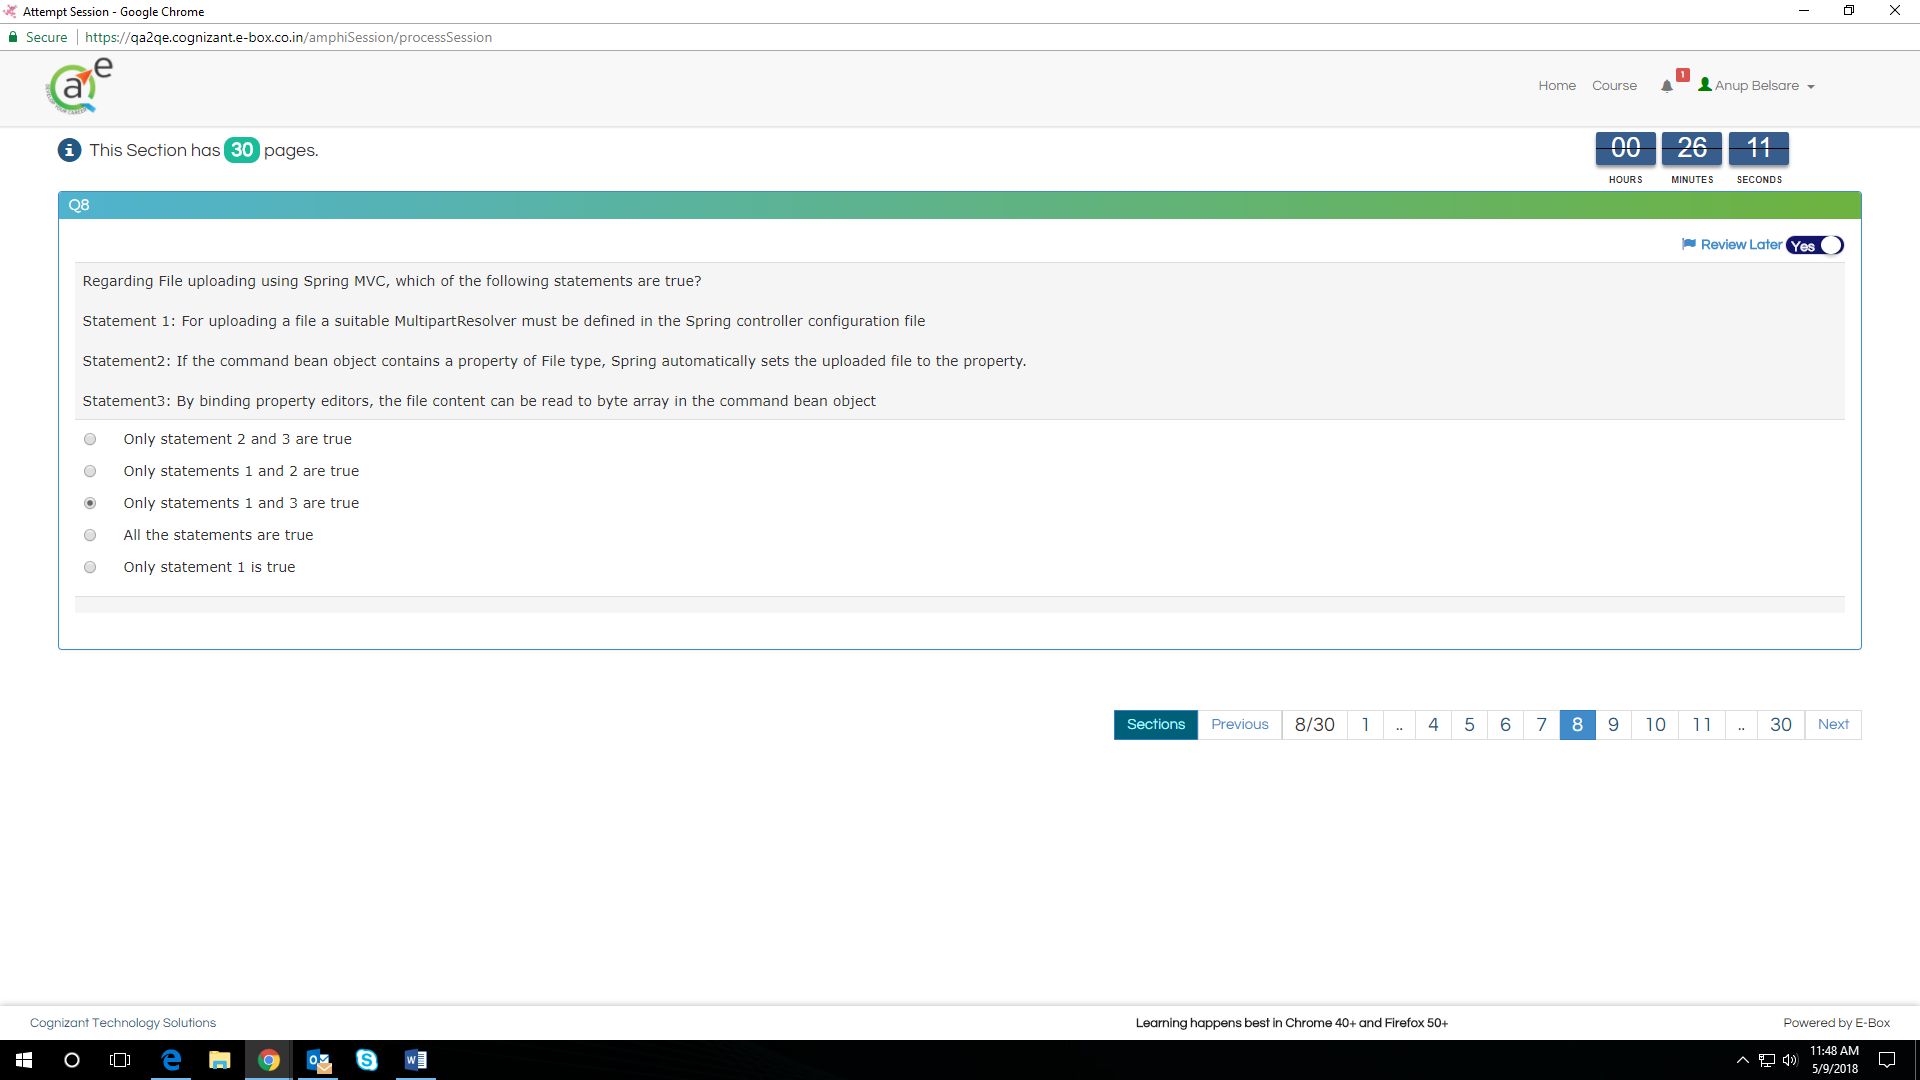 Attempt Session - Google Chrome
Secure | https://qa2qe.cognizant.e-box.co.in/amphiSession/processSession
a e
Home Course 1 Anup Belsare
This Section has 30 pages.
00 26 11
HOURS MINUTES SECONDS
Q8
Review Later Yes
Regarding File uploading using Spring MVC, which of the following statements are true?
Statement 1: For uploading a file a suitable MultipartResolver must be defined in the Spring controller configuration file
Statement2: If the command bean object contains a property of File type, Spring automatically sets the uploaded file to the property.
Statement3: By binding property editors, the file content can be read to byte array in the command bean object
Only statement 2 and 3 are true
Only statements 1 and 2 are true
Only statements 1 and 3 are true
All the statements are true
Only statement 1 is true
Sections Previous 8/30 1 .. 4 5 6 7 8 9 10 11 .. 30 Next
Cognizant Technology Solutions Learning happens best in Chrome 40+ and Firefox 50+ Powered by E-Box
11:48 AM
5/9/2018